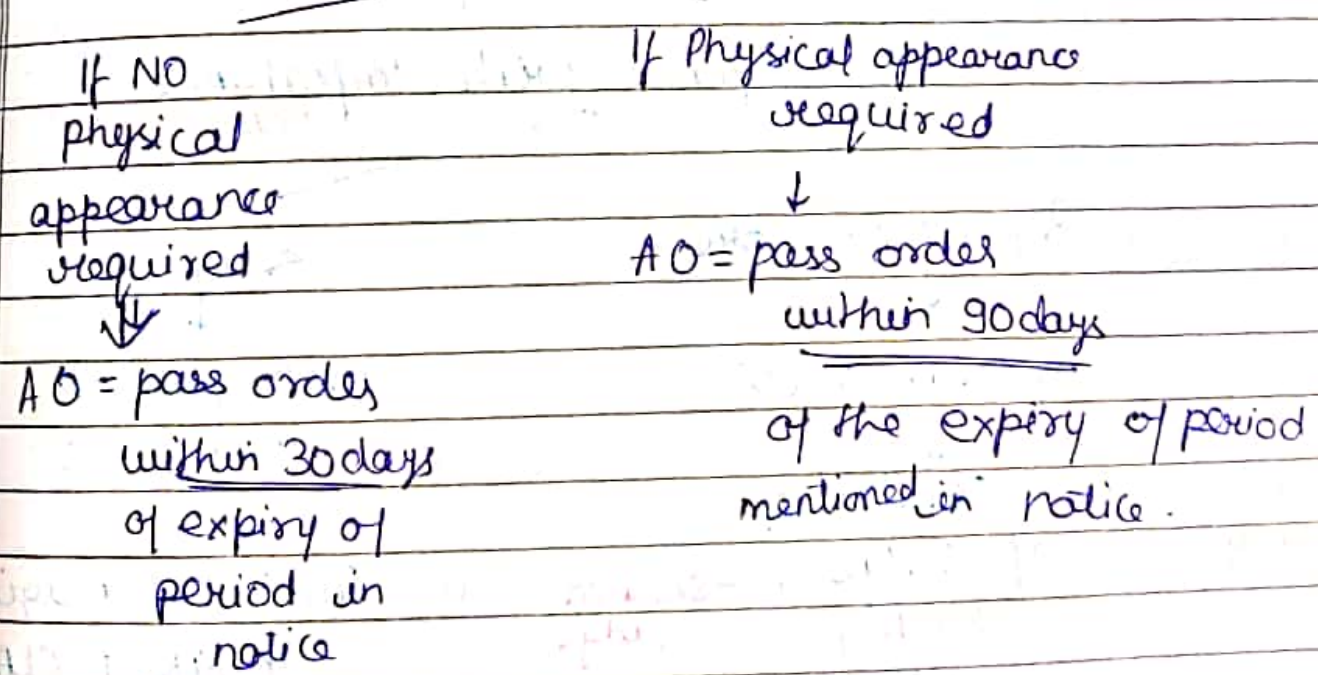 If NO
physical
appearance
required
AO = pass order
within 30 days
of expiry of
period in
notice
If Physical appearance
required
↓
AO = pass order
within 90 days
of the expiry of period
mentioned in notice.